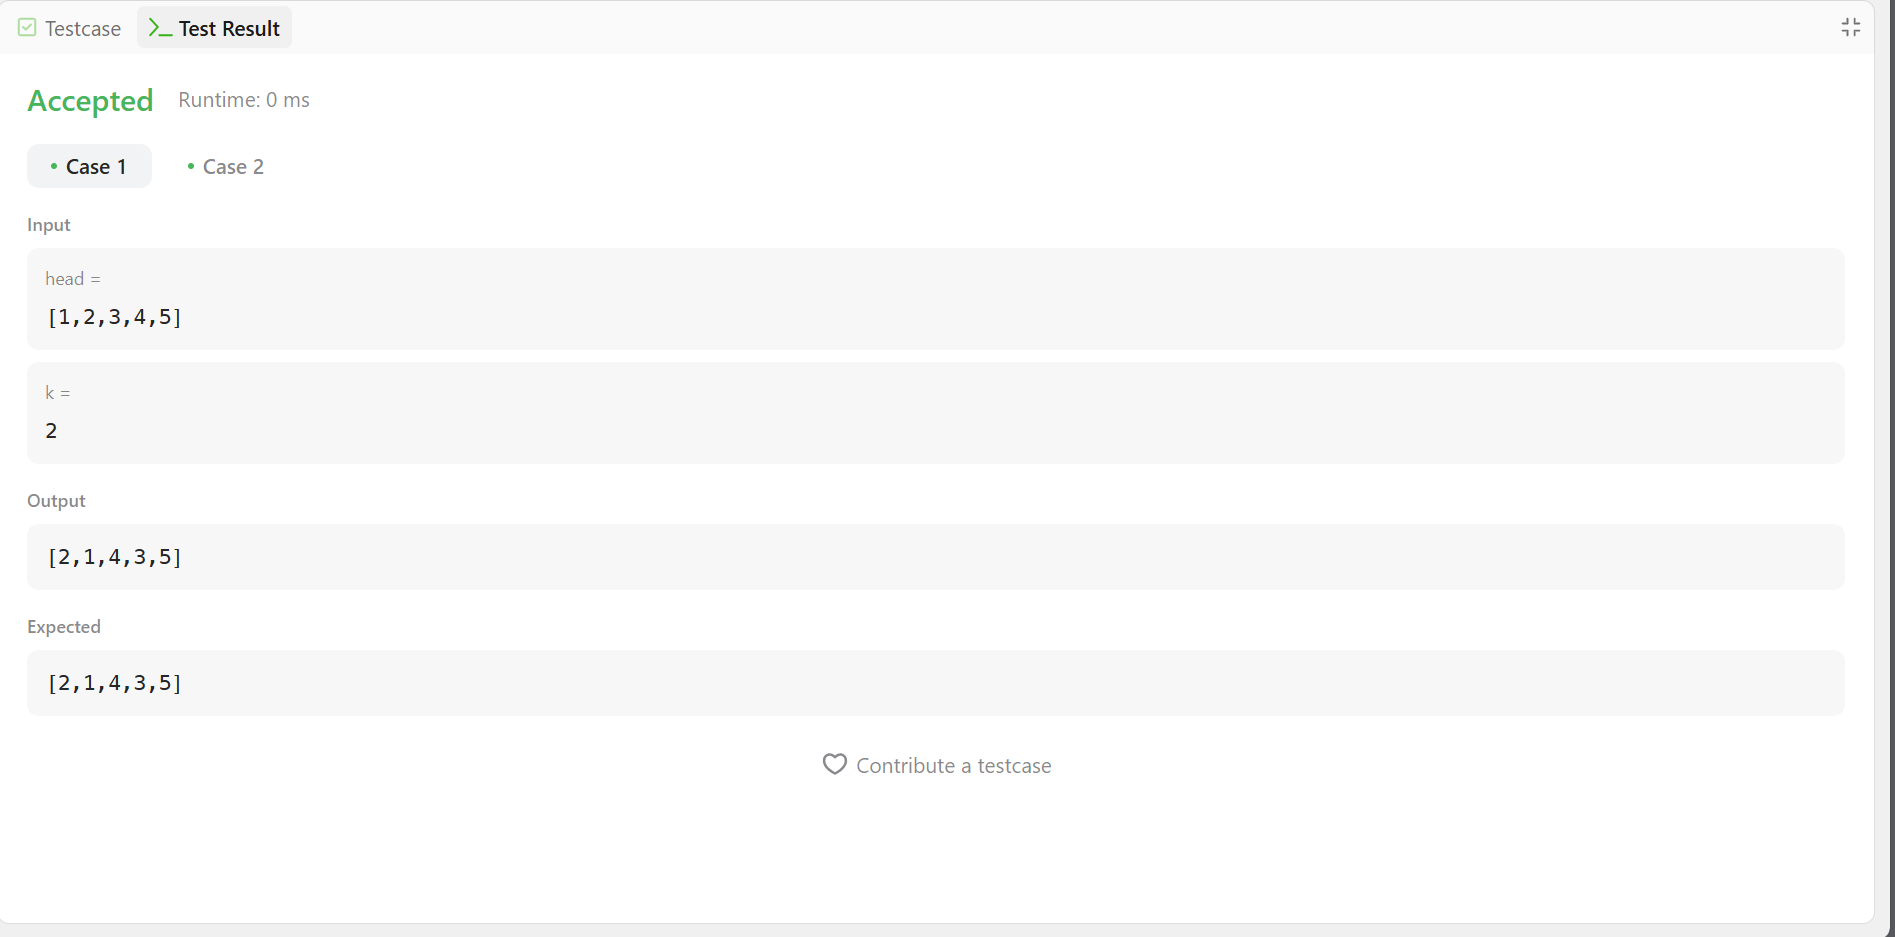 Testcase
Test Result
Accepted Runtime: 0 ms
Case 1 Case 2
Input
head =
[1,2,3,4,5]
k =
2
Output
[2,1,4,3,5]
Expected
[2,1,4,3,5]
Contribute a testcase